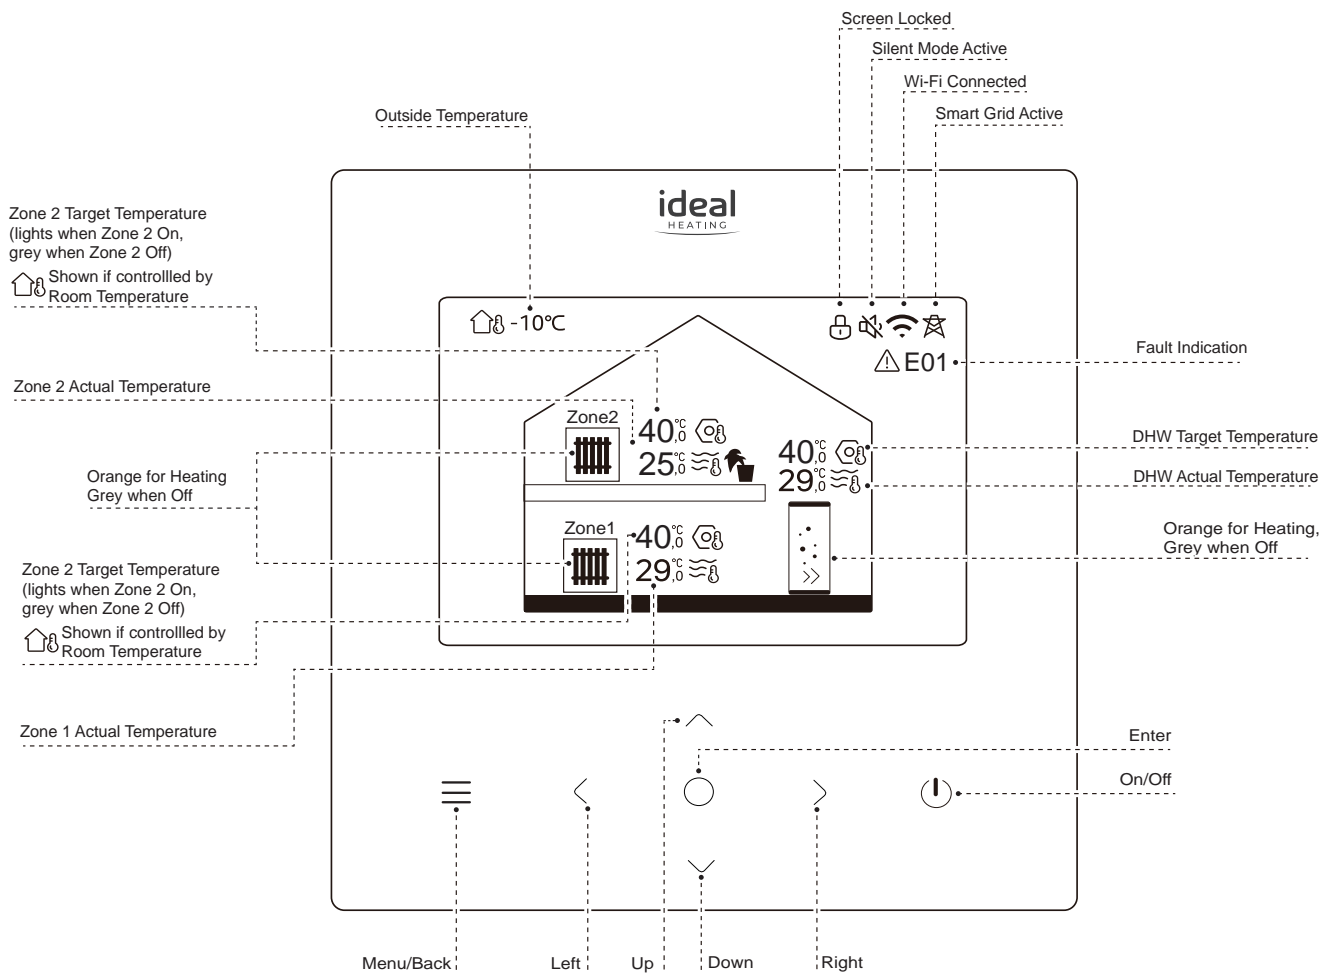 Screen Locked
Silent Mode Active
Wi-Fi Connected
Smart Grid Active
Outside Temperature
ideal
HEATING
Zone 2 Target Temperature
(lights when Zone 2 On,
grey when Zone 2 Off)
Shown if controllled by
Room Temperature
-10°C
E01
Fault Indication
Zone 2 Actual Temperature
Zone2
40°C,0
25°C,0
40°C,0
29°C,0
DHW Target Temperature
DHW Actual Temperature
Orange for Heating
Grey when Off
Zone1
40°C,0
29°C,0
Orange for Heating,
Grey when Off
Zone 2 Target Temperature
(lights when Zone 2 On,
grey when Zone 2 Off)
Shown if controllled by
Room Temperature
Zone 1 Actual Temperature
Enter
On/Off
Menu/Back
Left
Up
Down
Right